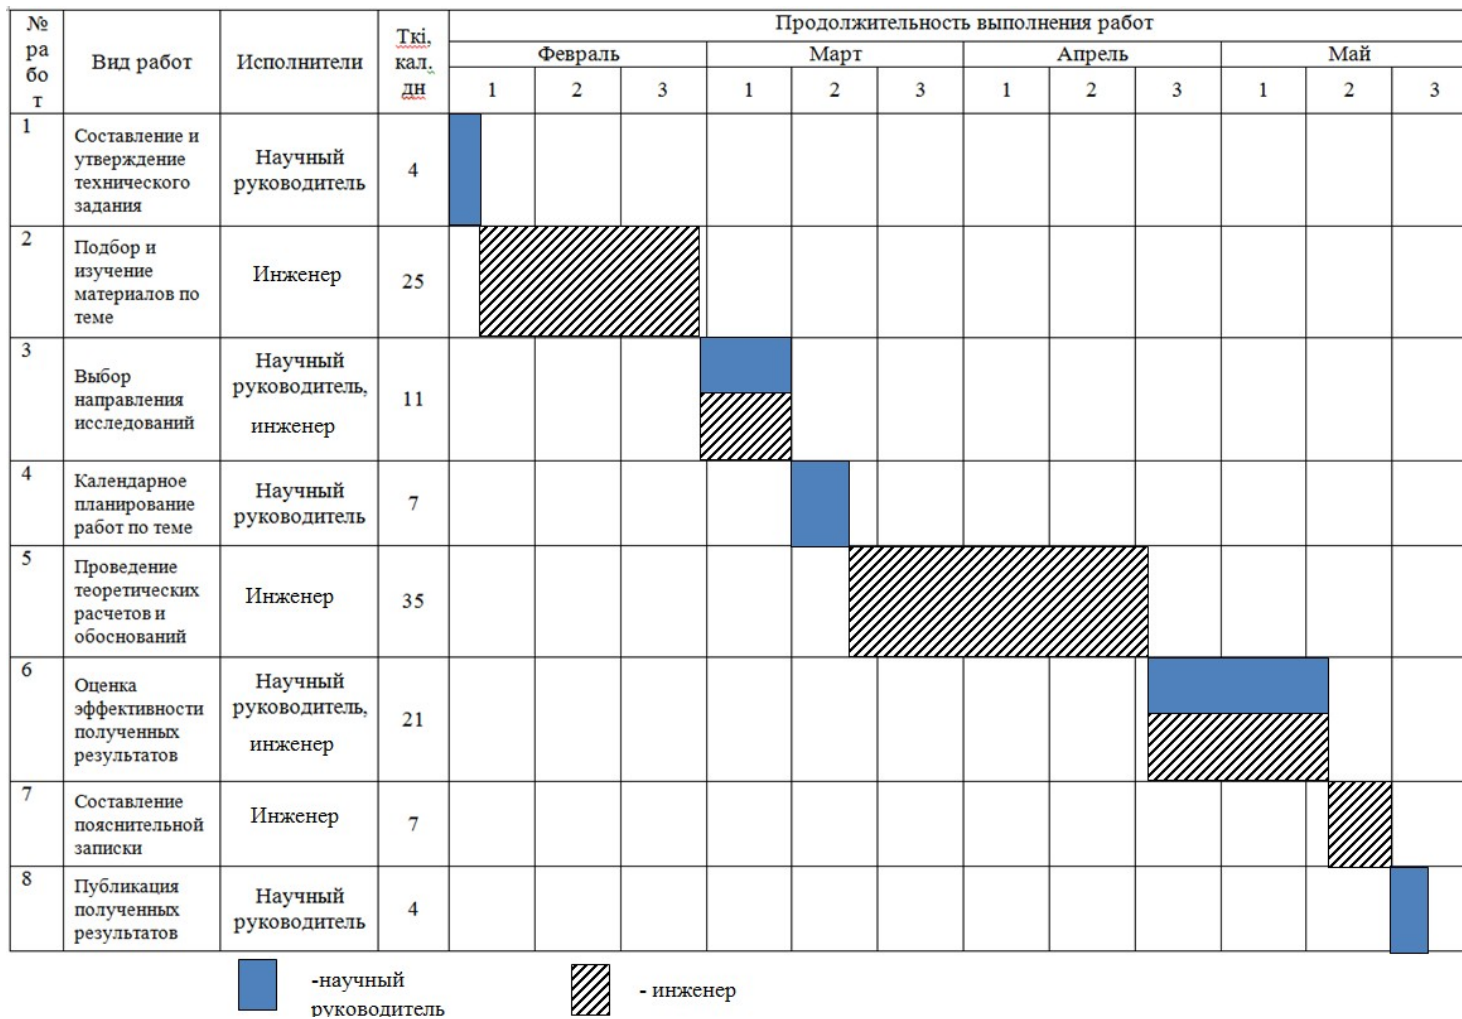 №
ра
бо
т
Вид работ
Исполнители
Ткi,
кал.
дн
Продолжительность выполнения работ
Февраль
Март
Апрель
Май
1
2
3
1
2
3
1
2
3
1
2
3
1
Составление и
утверждение
технического
задания
Научный
руководитель
4
2
Подбор и
изучение
материалов по
теме
Инженер
25
3
Выбор
направления
исследований
Научный
руководитель,
инженер
11
4
Календарное
планирование
работ по теме
Научный
руководитель
7
5
Проведение
теоретических
расчетов и
обоснований
Инженер
35
6
Оценка
эффективности
полученных
результатов
Научный
руководитель,
инженер
21
7
Составление
пояснительной
записки
Инженер
7
8
Публикация
полученных
результатов
Научный
руководитель
4
-научный
руководитель
- инженер